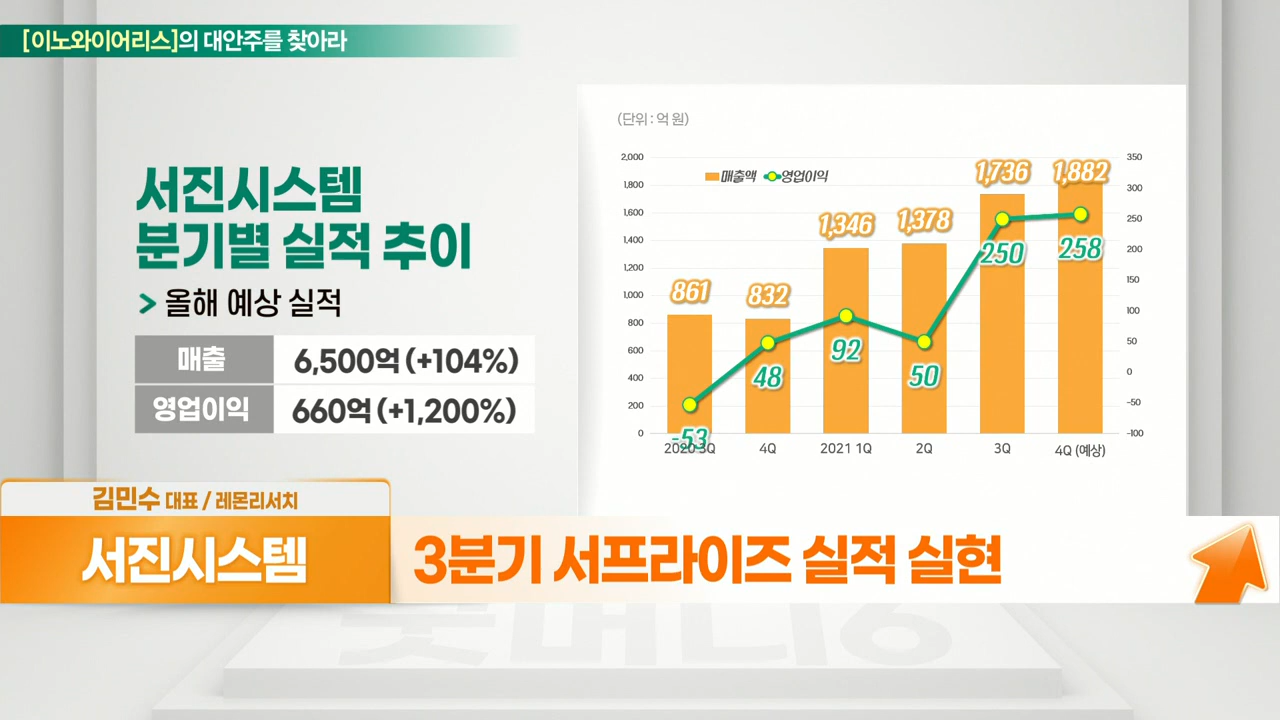 [이노와이어리스]의 대안주를 찾아라
서진시스템
분기별 실적 추이
> 올해 예상 실적
매출 6,500억 (+104%)
영업이익 660억 (+1,200%)
(단위 : 억 원)
매출액 영업이익
2,000
1,800
1,600
1,400
1,200
1,000
800
600
400
200
0
861
832
1,346
1,378
1,736
1,882
-53
48
92
50
250
258
350
300
250
200
150
100
50
0
-50
-100
2020 3Q 4Q 2021 1Q 2Q 3Q 4Q (예상)
김민수 대표 / 레몬리서치
서진시스템
3분기 서프라이즈 실적 실현
굿머니6